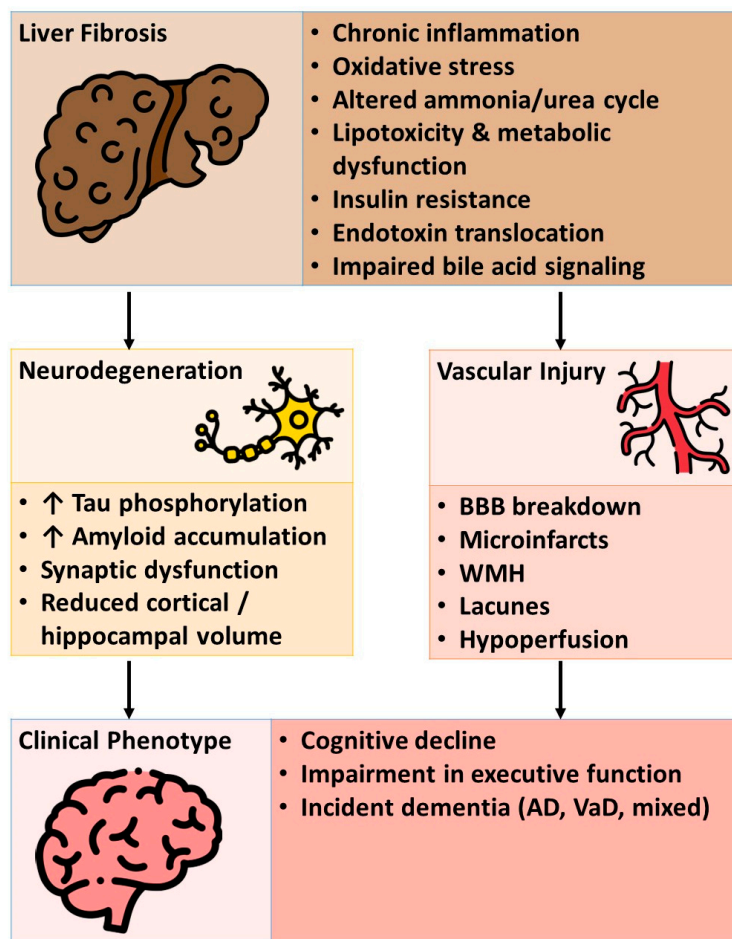 Liver Fibrosis
• Chronic inflammation
• Oxidative stress
• Altered ammonia/urea cycle
• Lipotoxicity & metabolic
dysfunction
• Insulin resistance
• Endotoxin translocation
• Impaired bile acid signaling
Neurodegeneration
• ↑ Tau phosphorylation
• ↑ Amyloid accumulation
• Synaptic dysfunction
• Reduced cortical /
hippocampal volume
Vascular Injury
• BBB breakdown
• Microinfarcts
• WMH
• Lacunes
• Hypoperfusion
Clinical Phenotype
• Cognitive decline
• Impairment in executive function
• Incident dementia (AD, VaD, mixed)